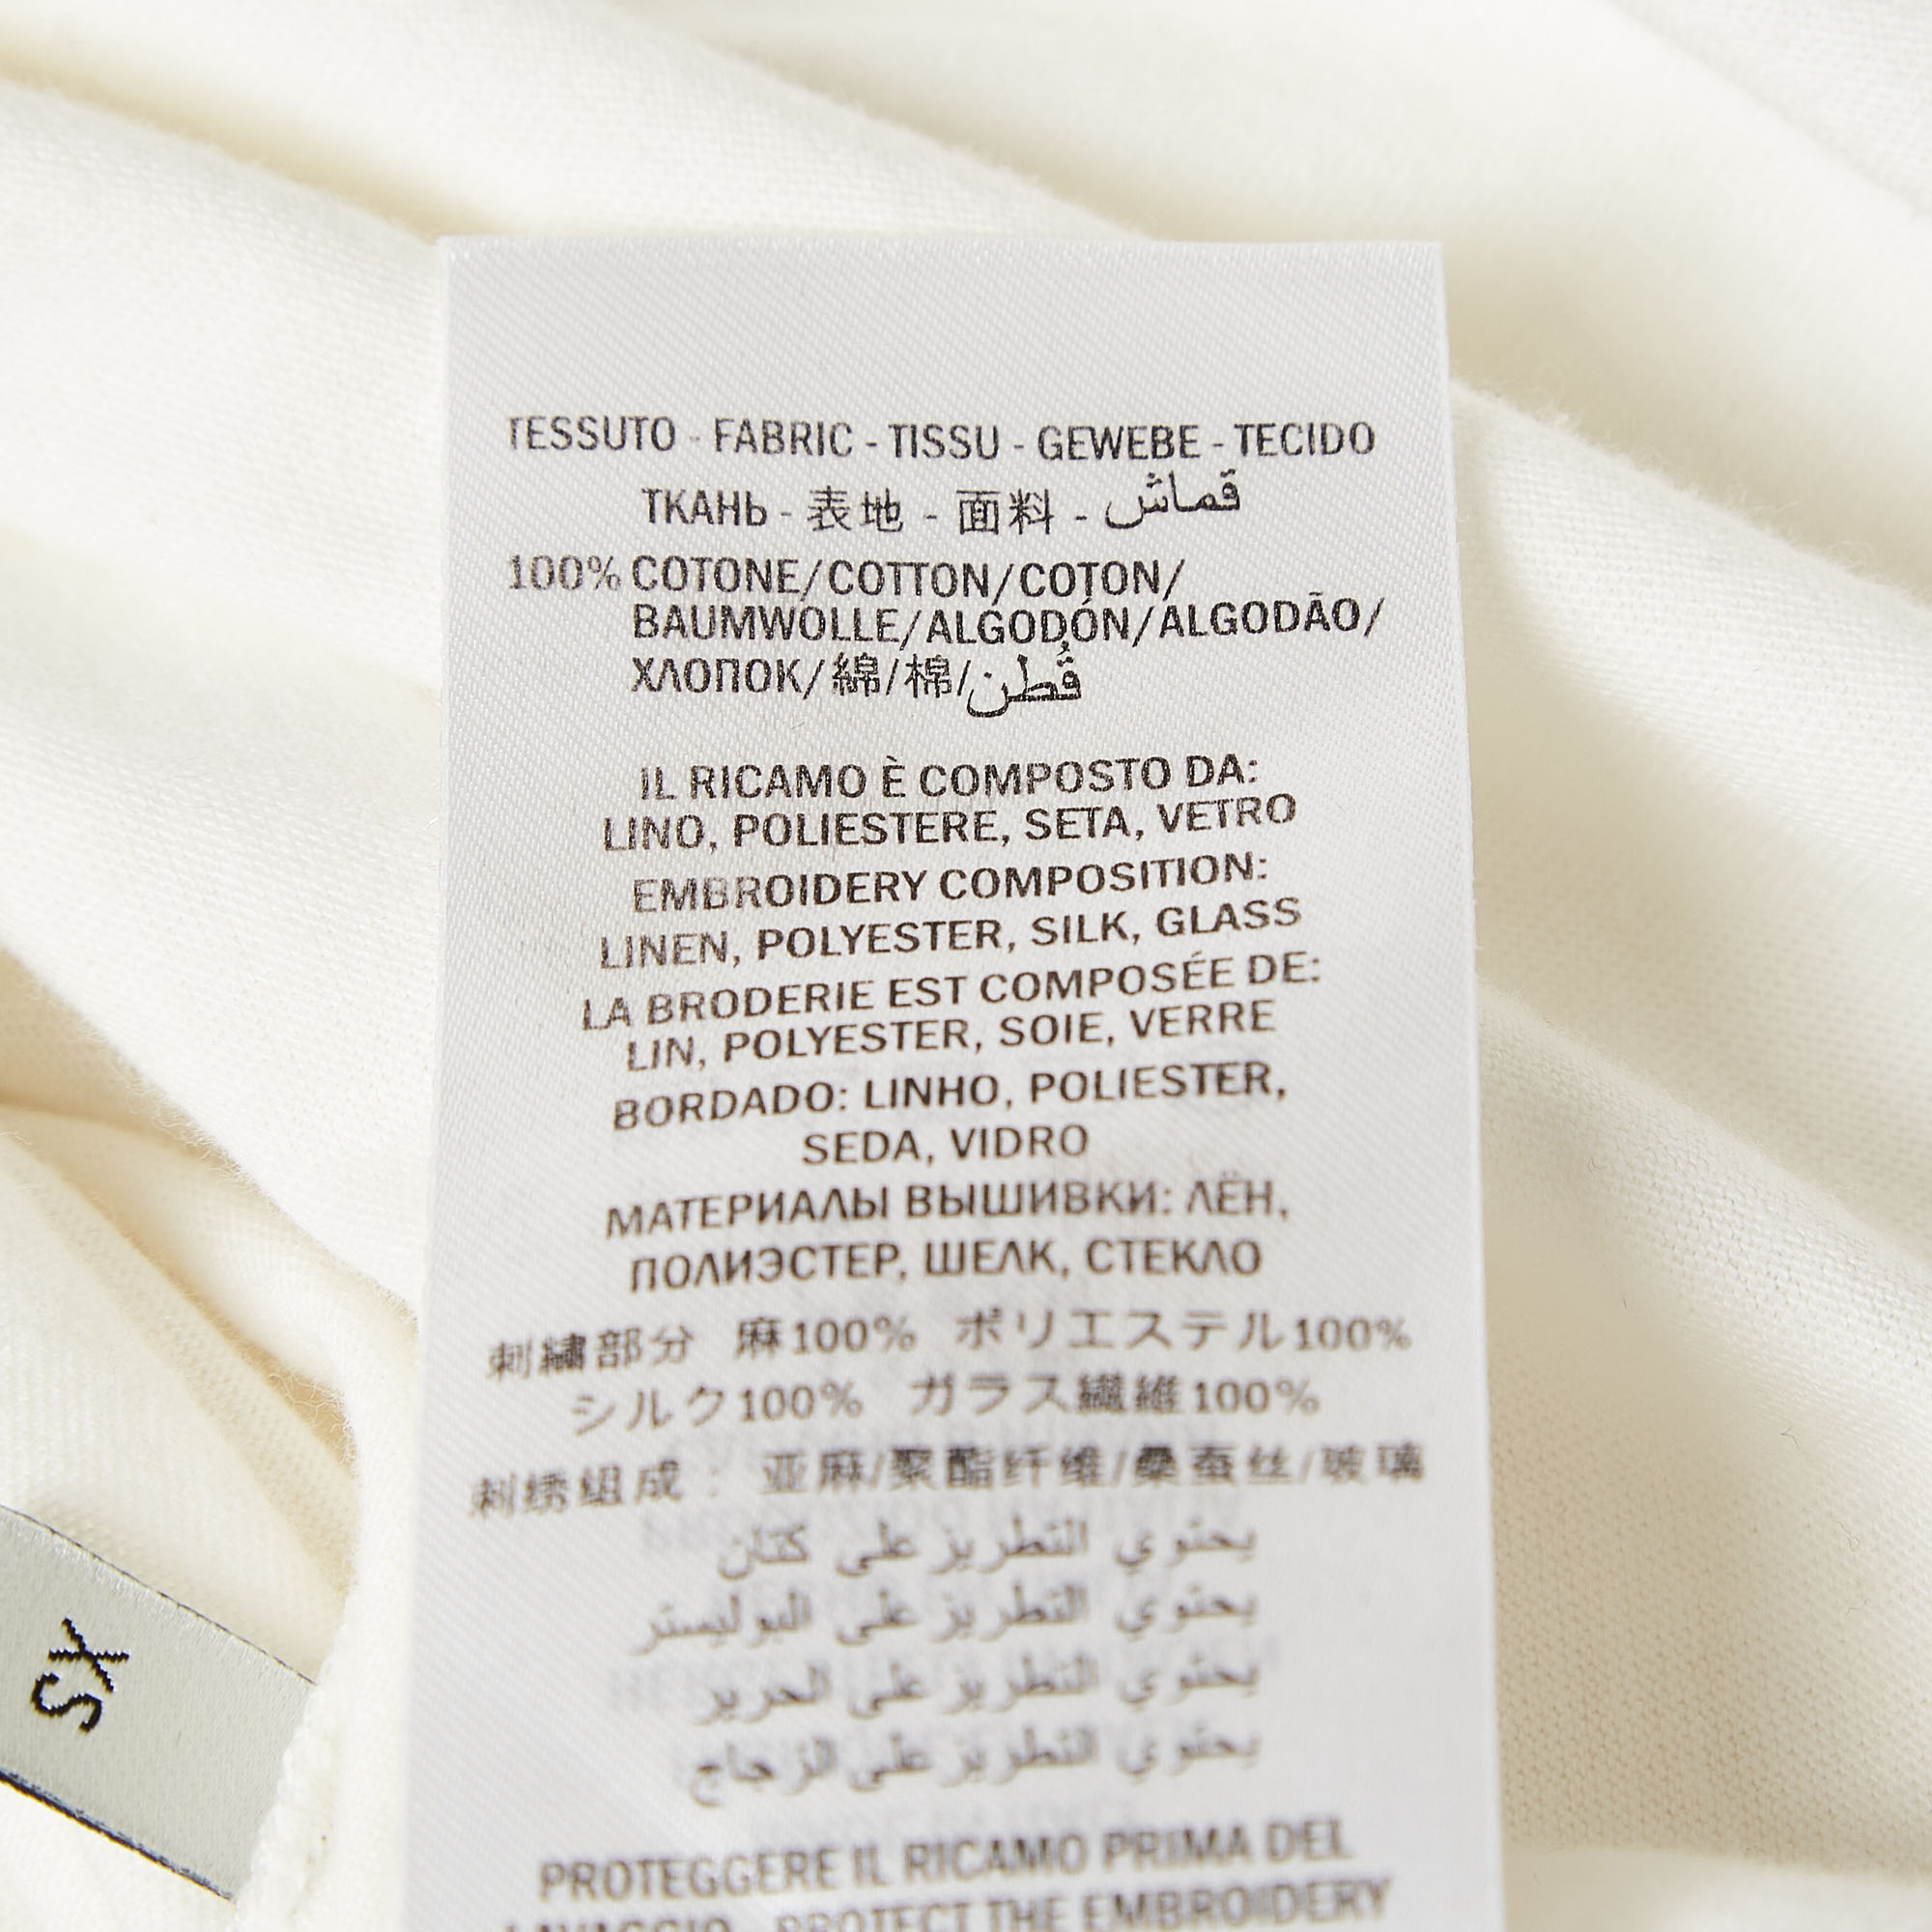 TESSUTO - FABRIC - TISSU - GEWEBE - TECIDO
ТКАНЬ - 表地 - 面料 - قماش
100% COTONE/COTTON/COTON/
BAUMWOLLE/ALGODÓN/ALGODÃO/
ХЛОПОК/綿/棉/قُطن
IL RICAMO È COMPOSTO DA:
LINO, POLIESTERE, SETA, VETRO
EMBROIDERY COMPOSITION:
LINEN, POLYESTER, SILK, GLASS
LA BRODERIE EST COMPOSÉE DE:
LIN, POLYESTER, SOIE, VERRE
BORDADO: LINHO, POLIESTER,
SEDA, VIDRO
МАТЕРИАЛЫ ВЫШИВКИ: ЛЁН,
ПОЛИЭСТЕР, ШЕЛК, СТЕКЛО
刺繍部分 麻100% ポリエステル100%
シルク100% ガラス繊維100%
刺绣组成: 亚麻/聚酯纤维/桑蚕丝/玻璃
يحتوي التطريز على كتان
يحتوي التطريز على البوليستر
يحتوي التطريز على الحرير
يحتوي التطريز على الزجاج
PROTEGGERE IL RICAMO PRIMA DEL
LAVAGGIO - PROTECT THE EMBROIDERY
XS